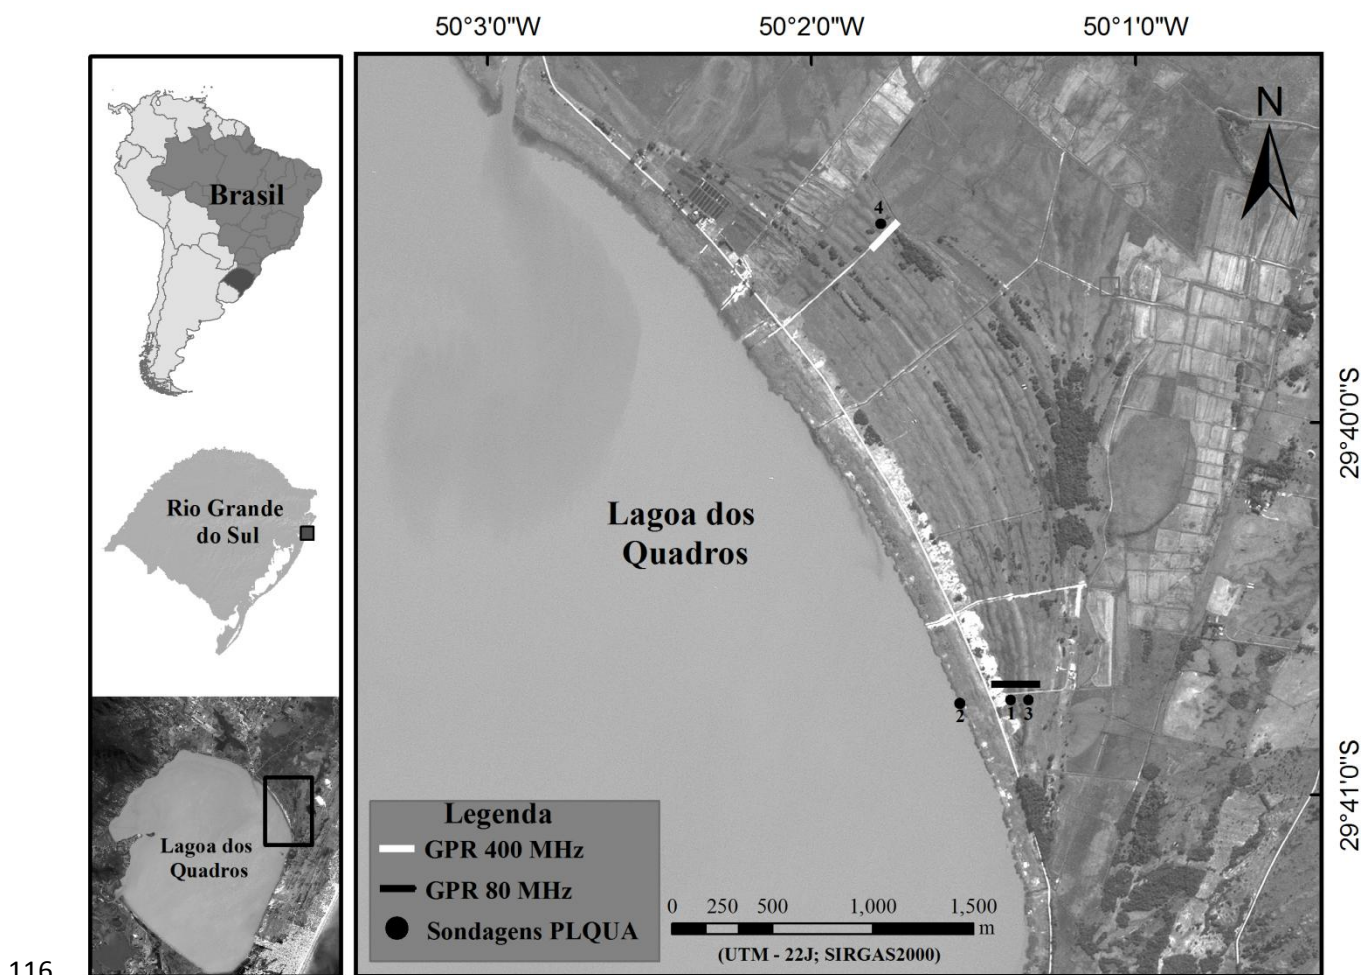 50°3'0"W
50°2'0"W
50°1'0"W
Brasil
Rio Grande
do Sul
Lagoa dos
Quadros
N
4
29°40'0"S
Lagoa dos
Quadros
2
1
3
29°41'0"S
Legenda
GPR 400 MHz
GPR 80 MHz
Sondagens PLQUA
0 250 500 1,000 1,500
m
(UTM - 22J; SIRGAS2000)
116